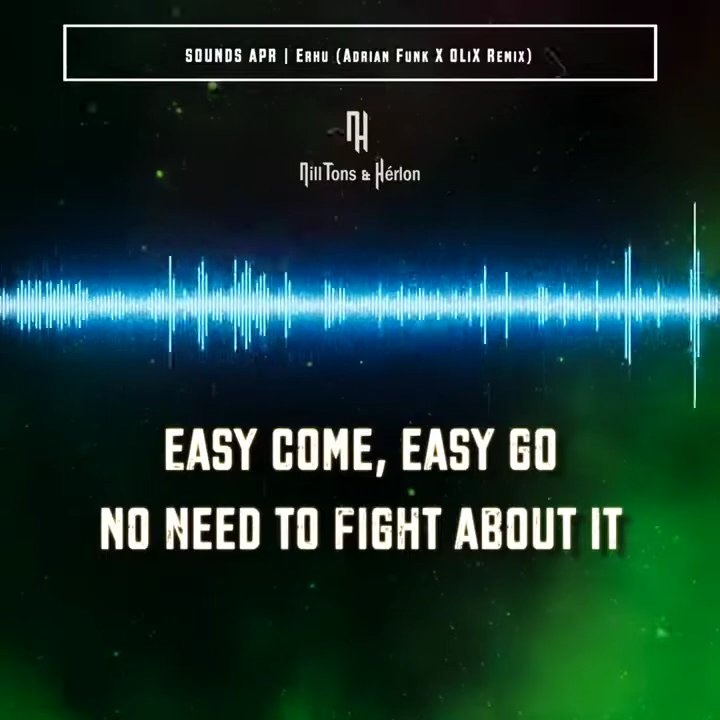 SOUNDS APR | Erhu (Adrian Funk X OLiX Remix)
NH
NillTons & Hérlon
EASY COME, EASY GO
NO NEED TO FIGHT ABOUT IT